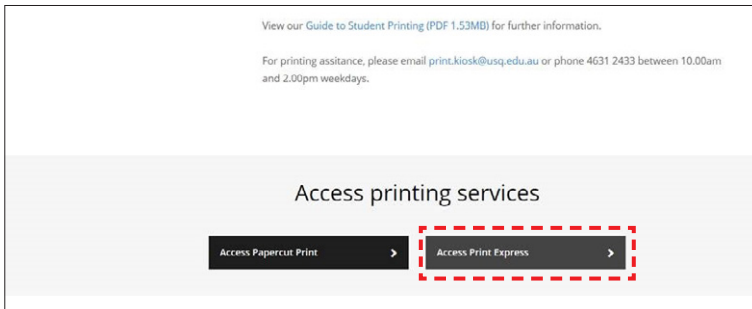 View our Guide to Student Printing (PDF 1.53MB) for further information.
For printing assitance, please email print.kiosk@usq.edu.au or phone 4631 2433 between 10.00am
and 2.00pm weekdays.
Access printing services
Access Papercut Print
Access Print Express